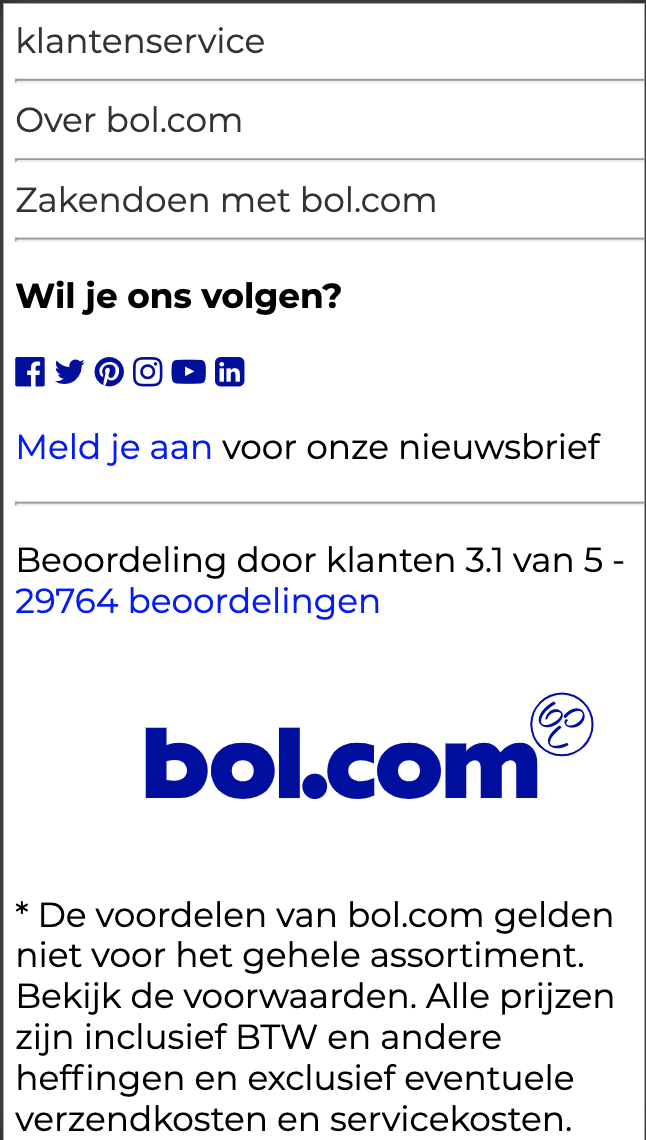 klantenservice
Over bol.com
Zakendoen met bol.com
Wil je ons volgen?
Meld je aan voor onze nieuwsbrief
Beoordeling door klanten 3.1 van 5 -
29764 beoordelingen
bol.com
bol
* De voordelen van bol.com gelden
niet voor het gehele assortiment.
Bekijk de voorwaarden. Alle prijzen
zijn inclusief BTW en andere
heffingen en exclusief eventuele
verzendkosten en servicekosten.